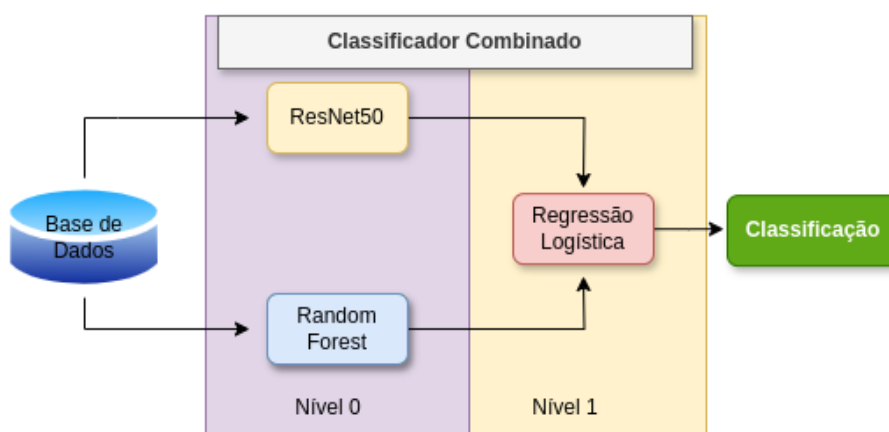 Classificador Combinado
ResNet50
Base de
Dados
Regressão
Logística
Classificação
Random
Forest
Nível 0
Nível 1